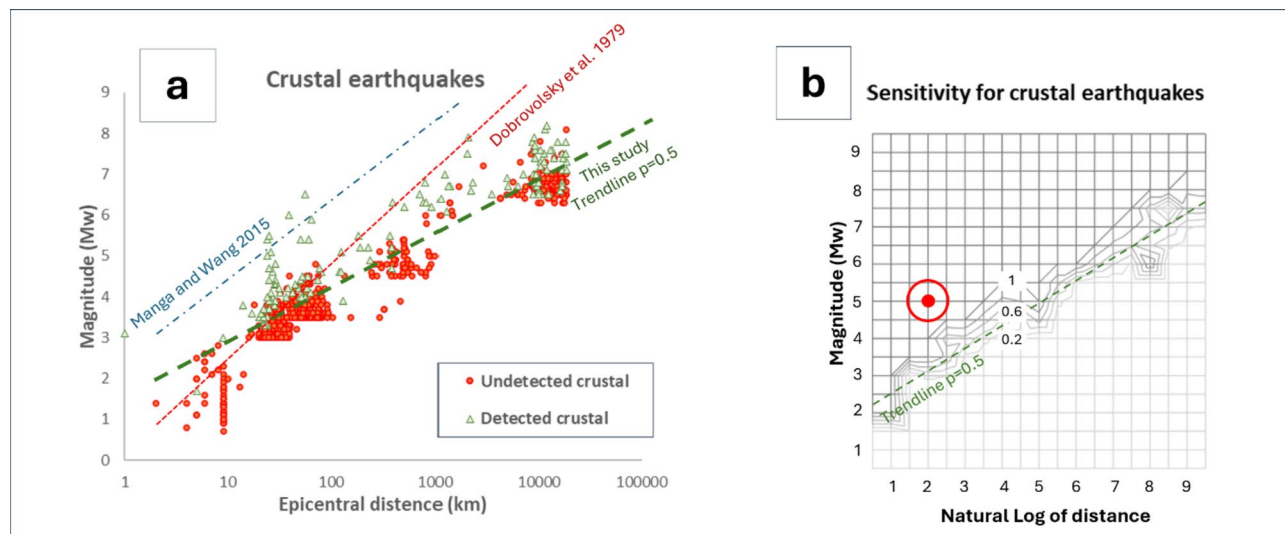 a
Crustal earthquakes
Magnitude (Mw)
9
8
7
6
5
4
3
2
1
0
Manga and Wang 2015
Dobrovolsky et al. 1979
This study
Trendline p=0.5
Undetected crustal
Detected crustal
1
10
100
1000
10000
100000
Epicentral distence (km)
b
Sensitivity for crustal earthquakes
Magnitude (Mw)
9
8
7
6
5
4
3
2
1
1
0.6
0.2
Trendline p=0.5
1 2 3 4 5 6 7 8 9
Natural Log of distance